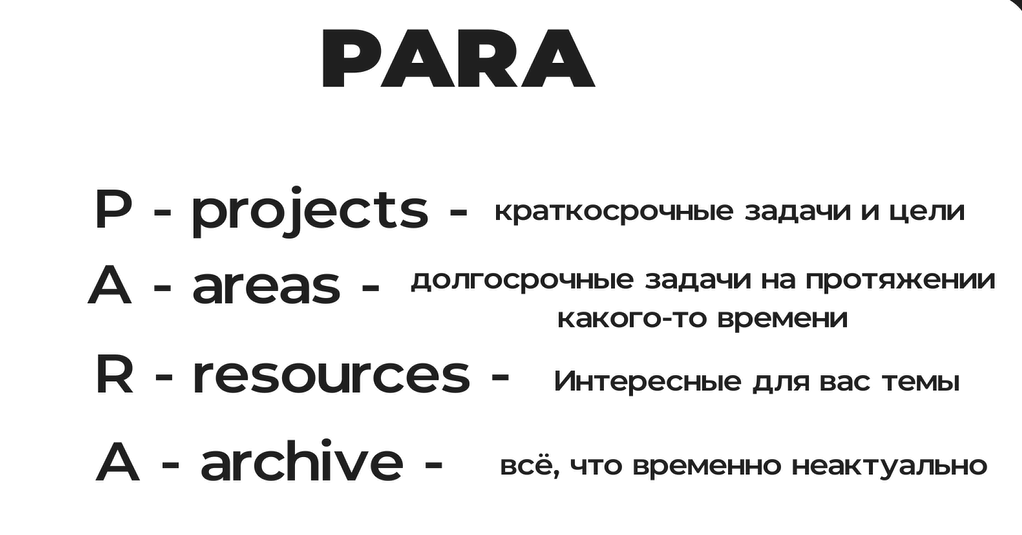 PARA
P - projects - краткосрочные задачи и цели
A - areas - долгосрочные задачи на протяжении
какого-то времени
R - resources - Интересные для вас темы
A - archive - всё, что временно неактуально